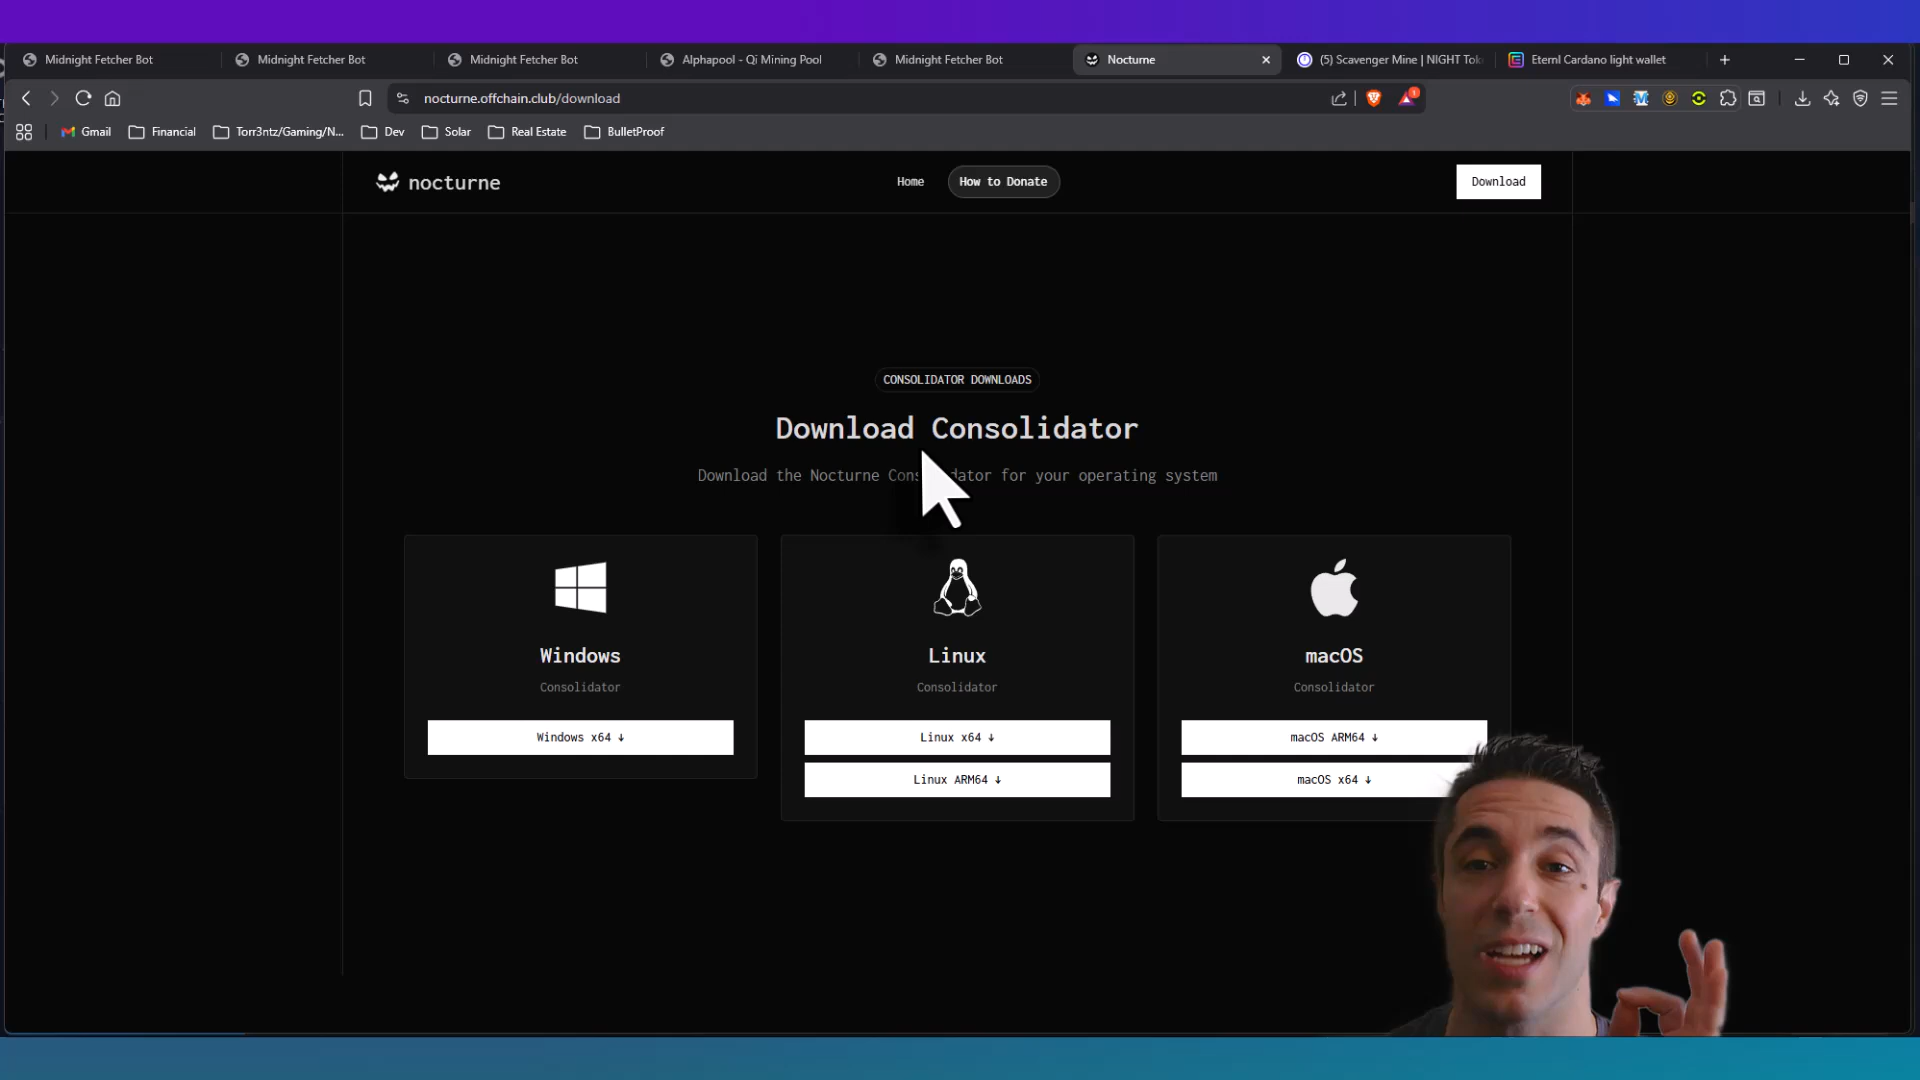 Midnight Fetcher Bot
Midnight Fetcher Bot
Midnight Fetcher Bot
Alphapool - Qi Mining Pool
Midnight Fetcher Bot
Nocturne
(5) Scavenger Mine | NIGHT Tok
Eternl Cardano light wallet
nocturne.offchain.club/download
1
Gmail
Financial
Torr3ntz/Gaming/N...
Dev
Solar
Real Estate
BulletProof
nocturne
Home
How to Donate
Download
CONSOLIDATOR DOWNLOADS
Download Consolidator
Download the Nocturne Cons dator for your operating system
Windows
Consolidator
Windows x64 ↓
Linux
Consolidator
Linux x64 ↓
Linux ARM64 ↓
macOS
Consolidator
macOS ARM64 ↓
macOS x64 ↓